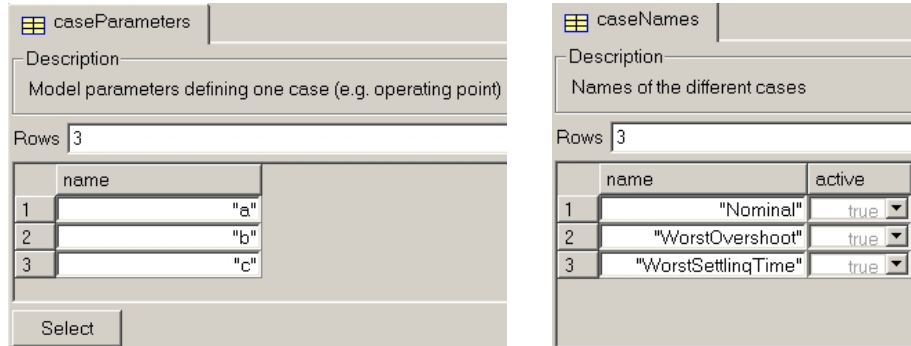 caseParameters
Description
Model parameters defining one case (e.g. operating point)
Rows 3
name
1 "a"
2 "b"
3 "c"
Select
caseNames
Description
Names of the different cases
Rows 3
name active
1 "Nominal" true
2 "WorstOvershoot" true
3 "WorstSettlingTime" true